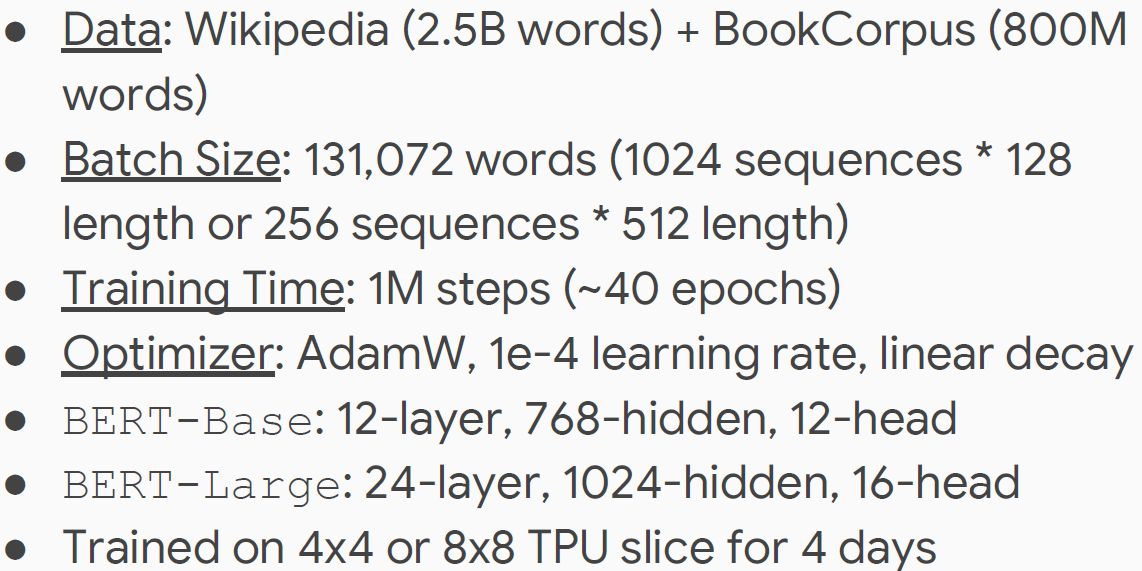 ● Data: Wikipedia (2.5B words) + BookCorpus (800M
words)
● Batch Size: 131,072 words (1024 sequences * 128
length or 256 sequences * 512 length)
● Training Time: 1M steps (~40 epochs)
● Optimizer: AdamW, 1e-4 learning rate, linear decay
● BERT-Base: 12-layer, 768-hidden, 12-head
● BERT-Large: 24-layer, 1024-hidden, 16-head
● Trained on 4x4 or 8x8 TPU slice for 4 days